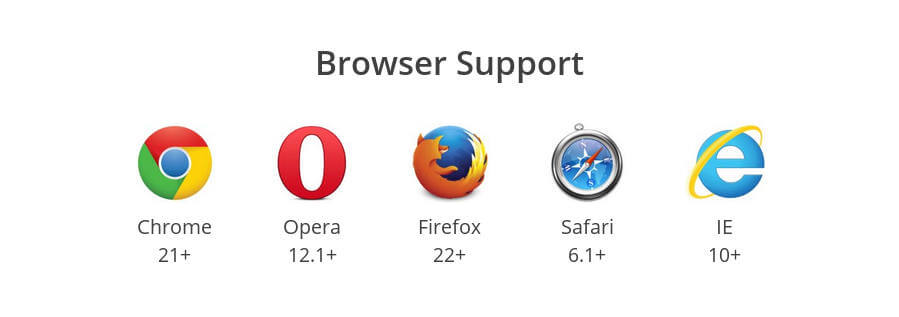 Browser Support
Chrome Opera Firefox Safari IE
21+ 12.1+ 22+ 6.1+ 10+